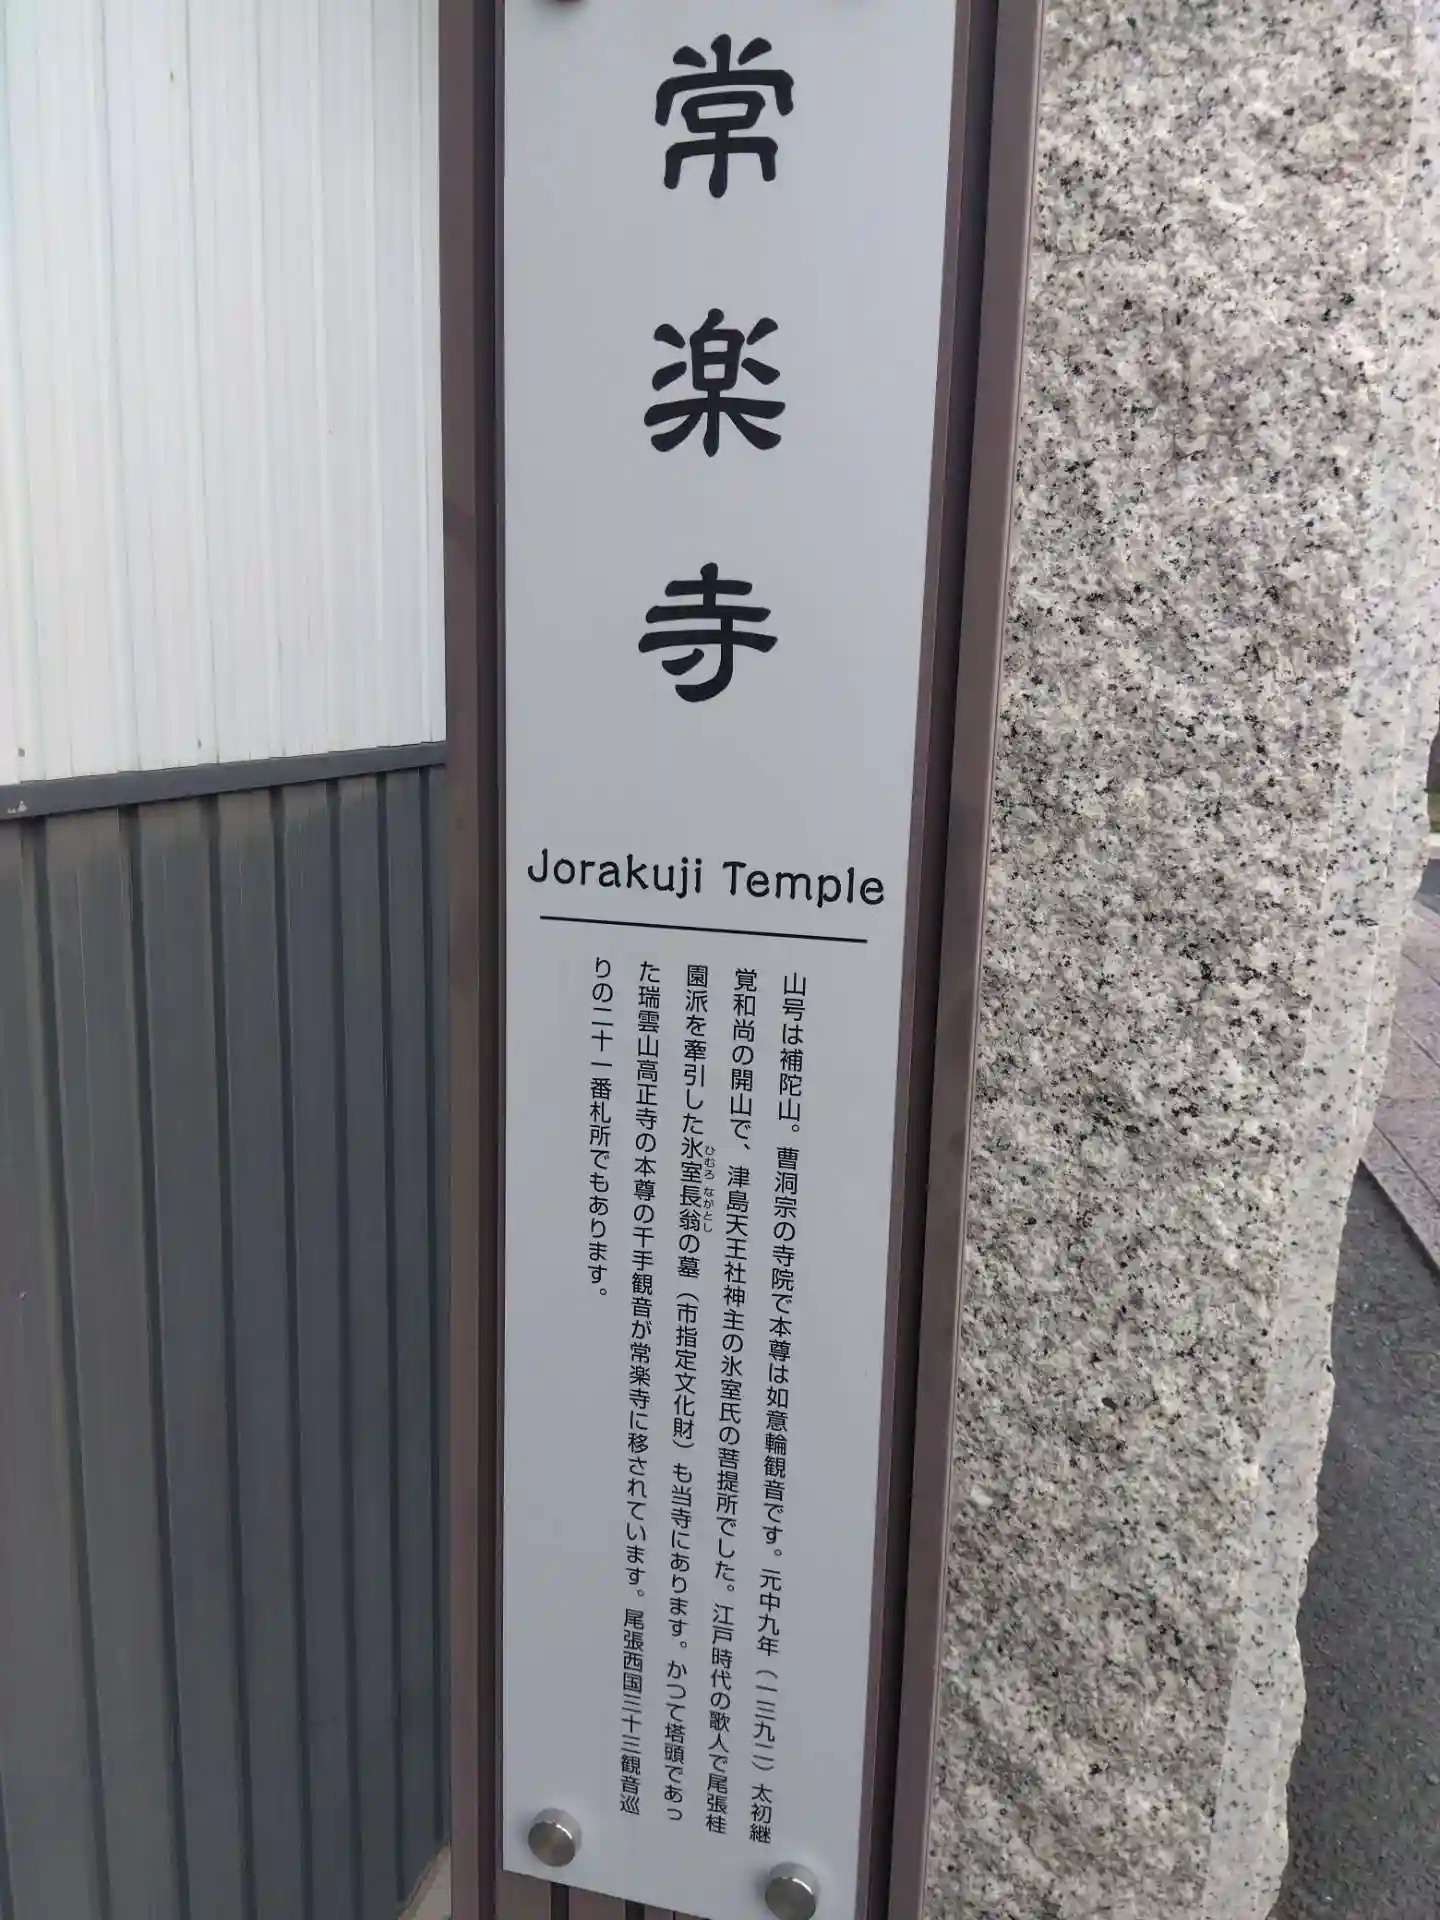 常楽寺
Jorakuji Temple
山号は補陀山。曹洞宗の寺院で本尊は如意輪観音です。元中九年（一三九二）太初継
覚和尚の開山で、津島天王社神主の氷室氏の菩提所でした。江戸時代の歌人で尾張桂
園派を牽引した氷室長翁の墓（市指定文化財）も当寺にあります。かつて塔頭であっ
ひむろ ながとし
た瑞雲山高正寺の本尊の千手観音が常楽寺に移されています。尾張西国三十三観音巡
りの二十一番札所でもあります。